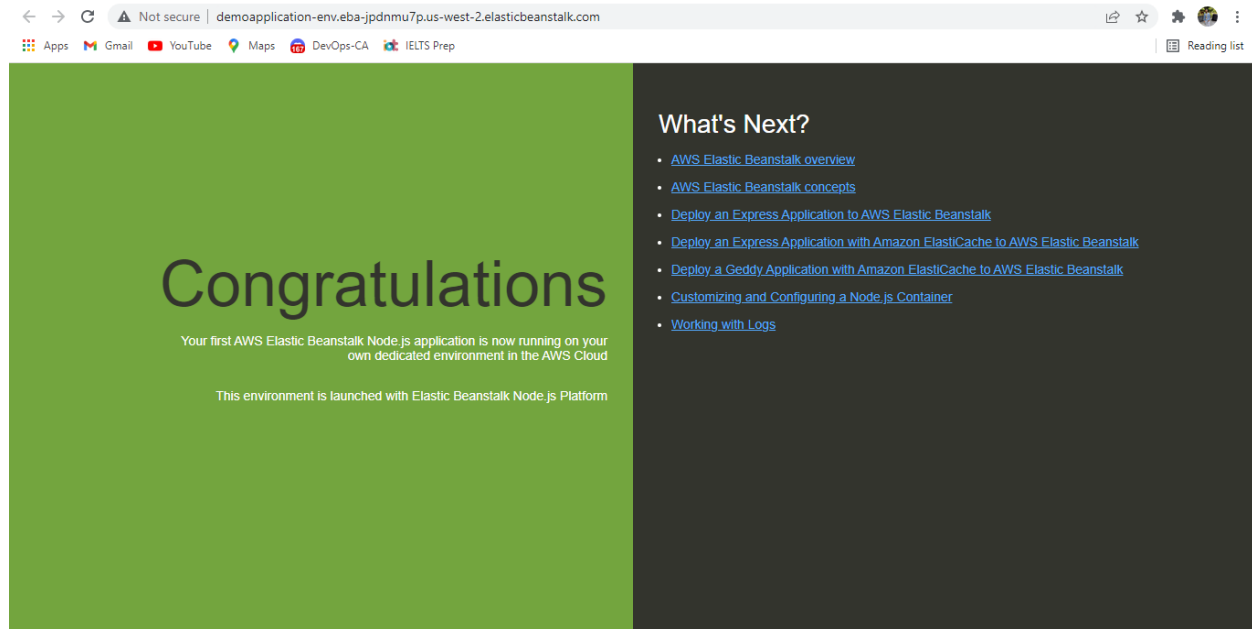 Not secure
demoapplication-env.eba-jpdnmu7p.us-west-2.elasticbeanstalk.com
Apps
Gmail
YouTube
Maps
167
DevOps-CA
IELTS Prep
Reading list
Congratulations
Your first AWS Elastic Beanstalk Node.js application is now running on your
own dedicated environment in the AWS Cloud
This environment is launched with Elastic Beanstalk Node.js Platform
What's Next?
AWS Elastic Beanstalk overview
AWS Elastic Beanstalk concepts
Deploy an Express Application to AWS Elastic Beanstalk
Deploy an Express Application with Amazon ElastiCache to AWS Elastic Beanstalk
Deploy a Geddy Application with Amazon ElastiCache to AWS Elastic Beanstalk
Customizing and Configuring a Node.js Container
Working with Logs